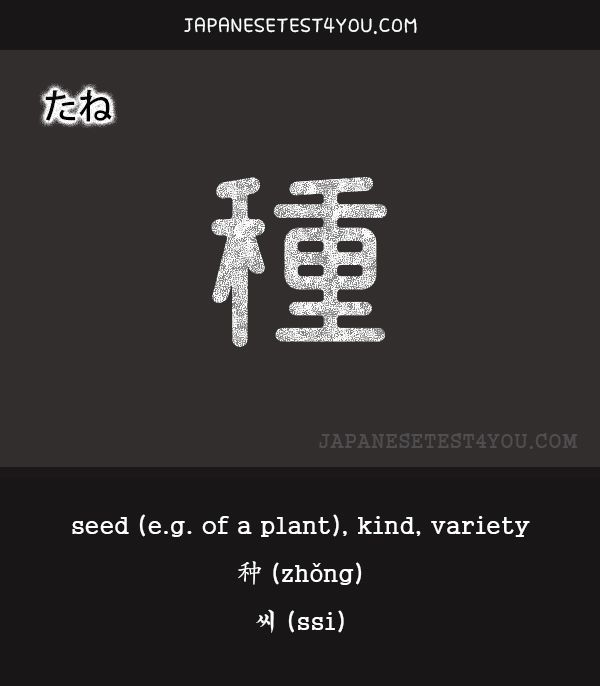 JAPANESETEST4YOU.COM
たね
種
JAPANESETEST4YOU.COM
seed (e.g. of a plant), kind, variety
种 (zhǒng)
씨 (ssi)